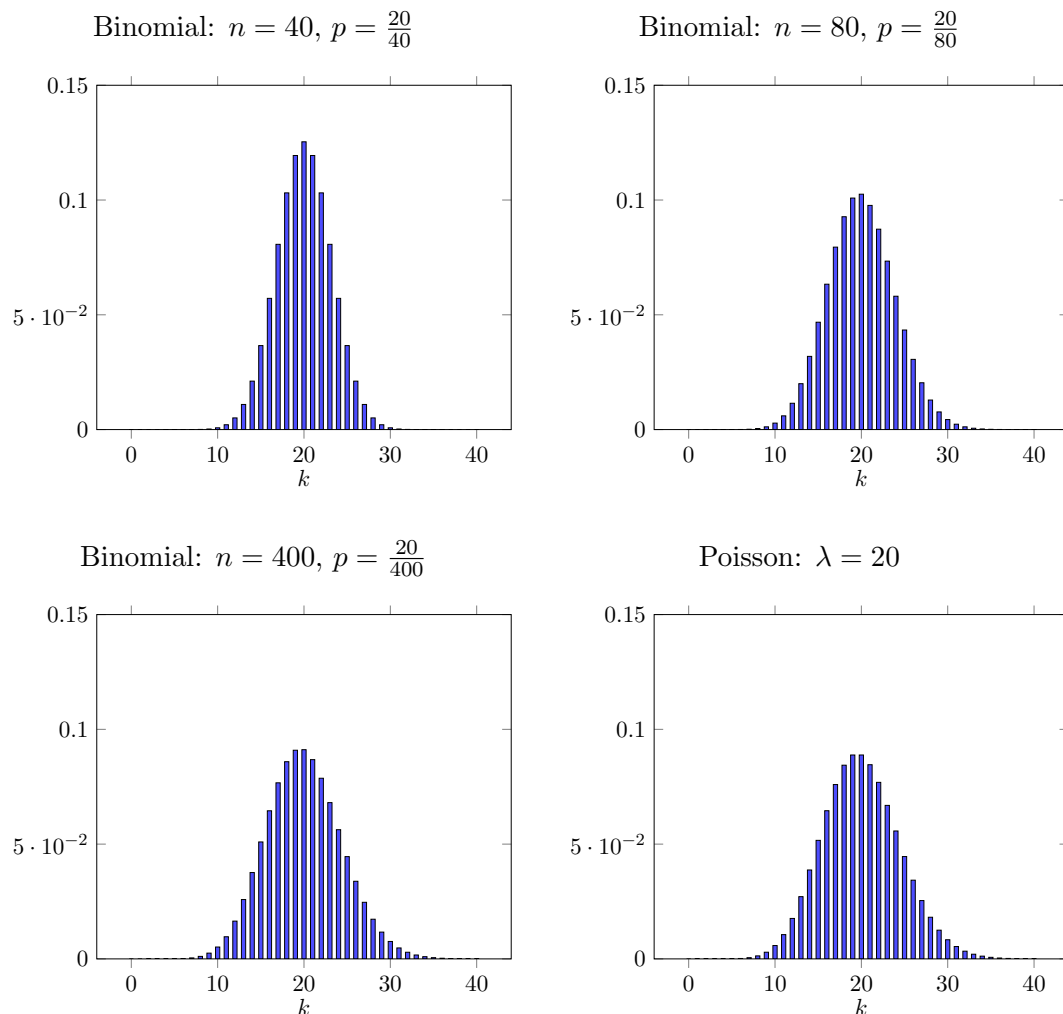 Binomial: n = 40, p = 20/40
0 10 20 30 40
0
5 · 10⁻²
0.1
0.15
k
Binomial: n = 80, p = 20/80
0 10 20 30 40
0
5 · 10⁻²
0.1
0.15
k
Binomial: n = 400, p = 20/400
0 10 20 30 40
0
5 · 10⁻²
0.1
0.15
k
Poisson: λ = 20
0 10 20 30 40
0
5 · 10⁻²
0.1
0.15
k